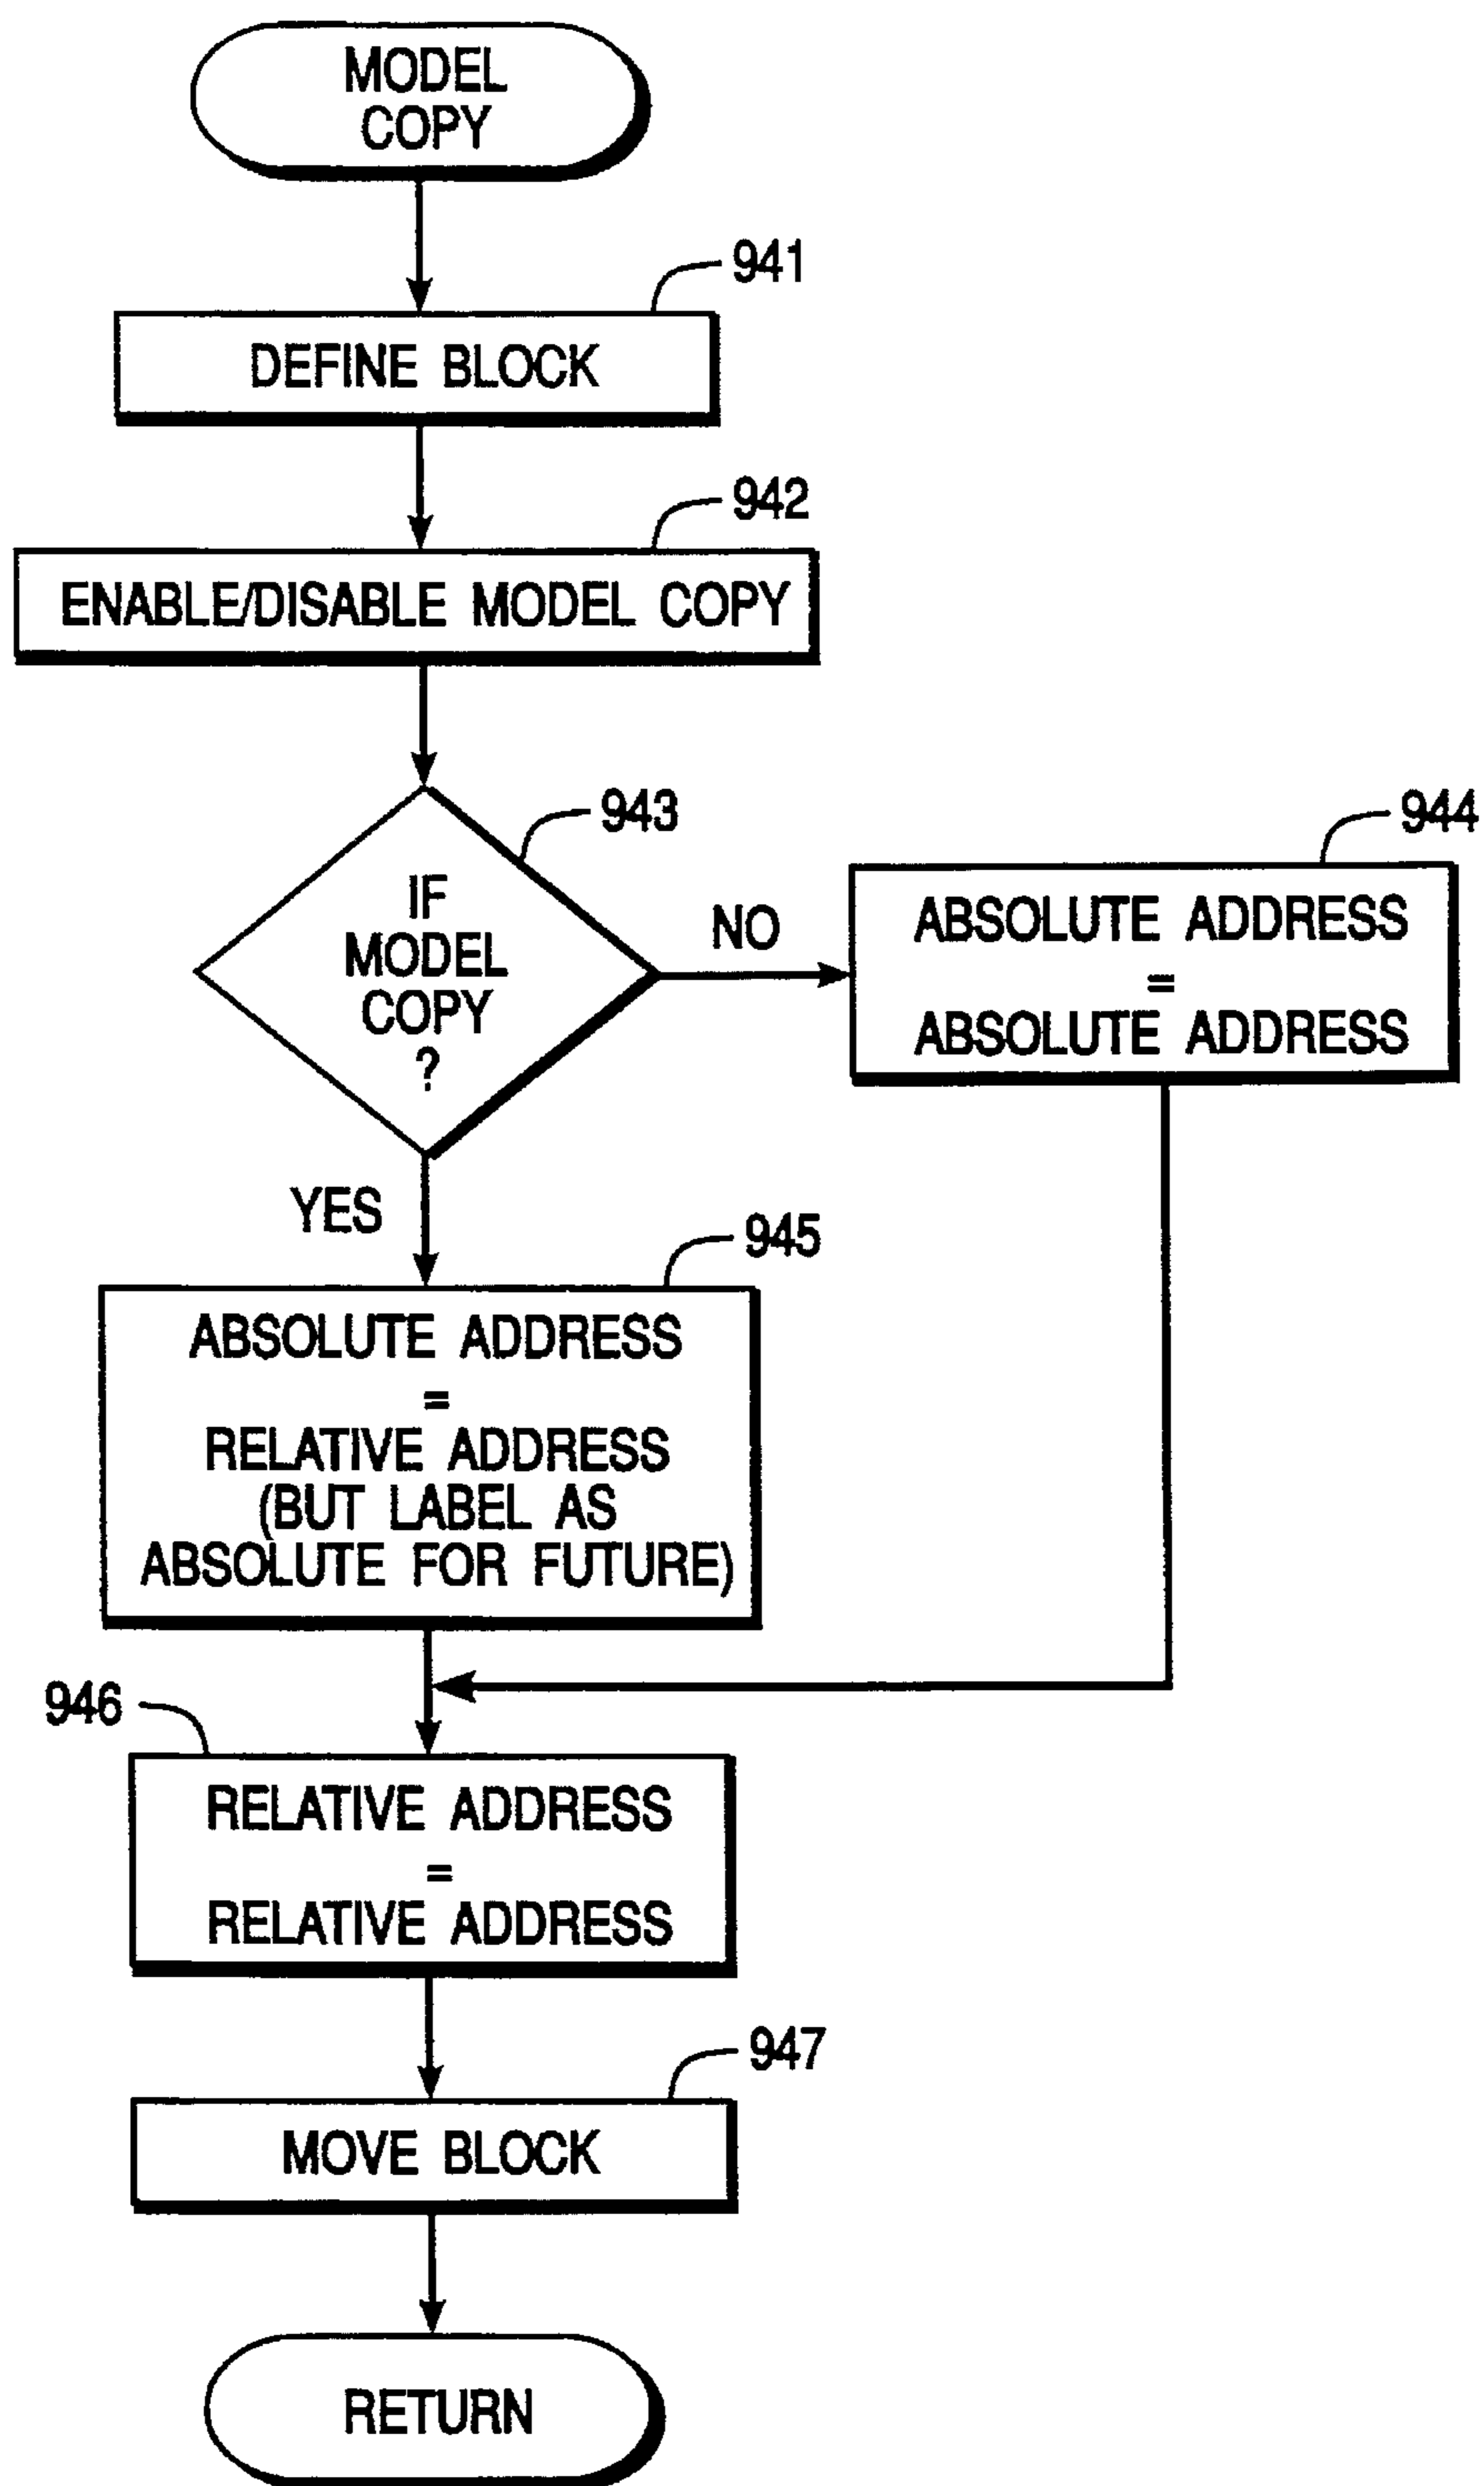 MODEL
COPY
941
DEFINE BLOCK
942
ENABLE/DISABLE MODEL COPY
943
IF
MODEL
COPY
?
NO
944
ABSOLUTE ADDRESS
=
ABSOLUTE ADDRESS
YES
945
ABSOLUTE ADDRESS
=
RELATIVE ADDRESS
(BUT LABEL AS
ABSOLUTE FOR FUTURE)
946
RELATIVE ADDRESS
=
RELATIVE ADDRESS
947
MOVE BLOCK
RETURN